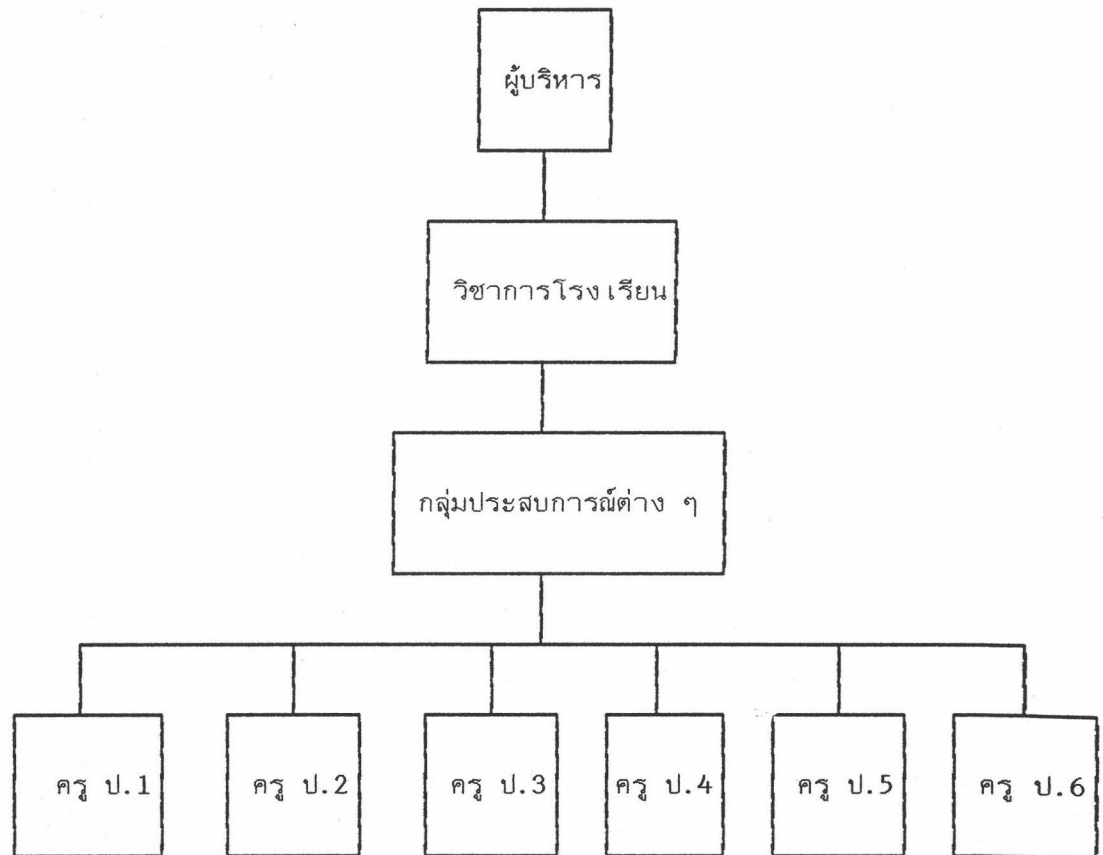 ผู้บริหาร
วิชาการโรงเรียน
กลุ่มประสบการณ์ต่าง ๆ
ครู ป.1
ครู ป.2
ครู ป.3
ครู ป.4
ครู ป.5
ครู ป.6